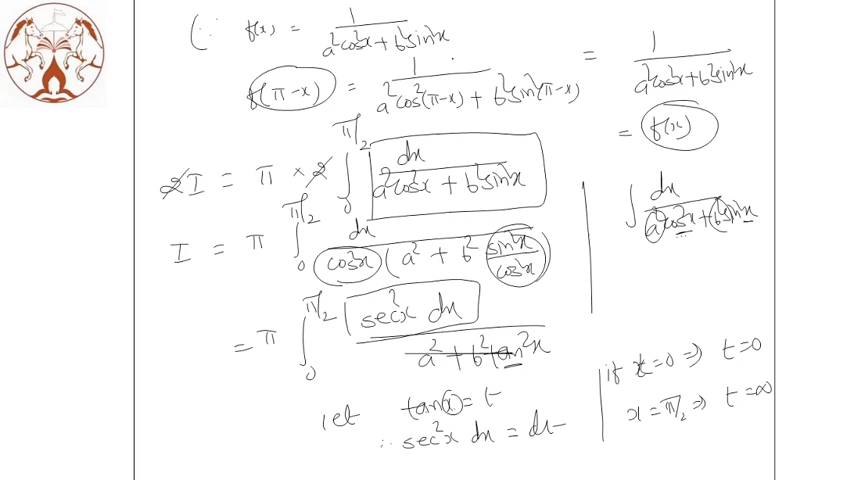 (∵ f(x) = 1/(a²cos²x + b²sin²x)
f(π-x) = 1/(a²cos²(π-x) + b²sin²(π-x)) = 1/(a²cos²x + b²sin²x)
= f(x)
2I = π × 2 ∫₀^(π/2) dx/(a²cos²x + b²sin²x)
∫ dx/(a²cos²x + b²sin²x)
I = π ∫₀^(π/2) dx/(cos²x (a² + b² sin²x/cos²x))
= π ∫₀^(π/2) sec²x dx/(a² + b²tan²x)
let tan(x) = t
∴ sec²x dx = dt
if x=0 ⇒ t=0
x = π/2 ⇒ t=∞